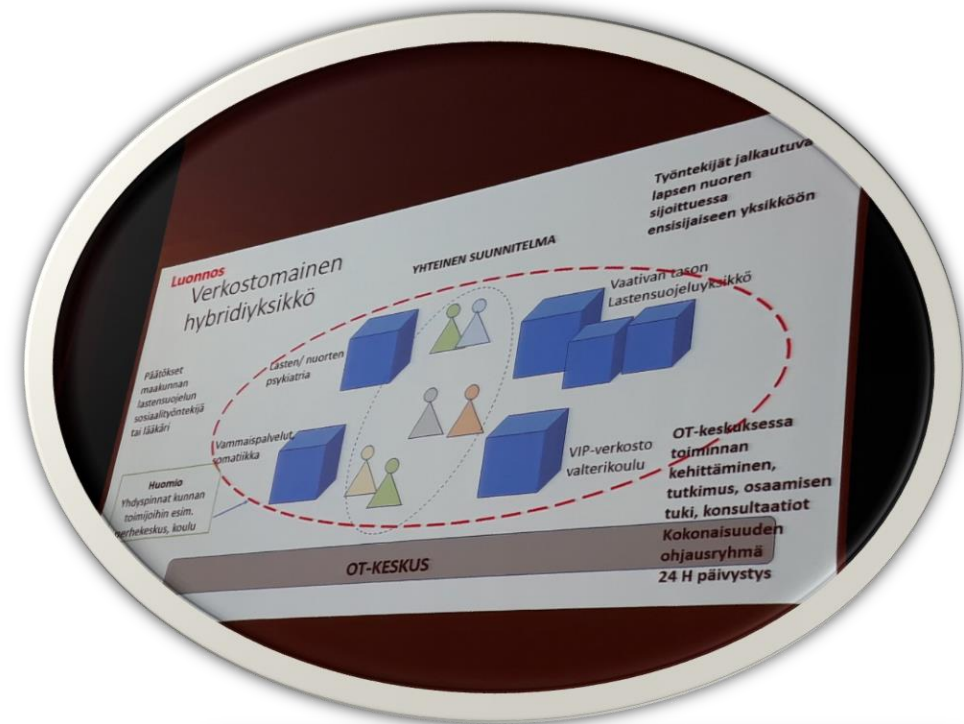 Luonnos
Verkostomainen
hybridiyksikkö
YHTEINEN SUUNNITELMA
Työntekijät jalkautuva
lapsen nuoren
sijoittuessa
ensisijaiseen yksikköön
Päätökset
maakunnan
lastensuojelun
sosiaalityöntekijä
tai lääkäri
Lasten/ nuorten
psykiatria
Vaativan tason
Lastensuojeluyksikkö
Vammaispalvelut,
somatiikka
VIP-verkosto
valterikoulu
Huomio
Yhdyspinnat kunnan
toimijoihin esim.
perhekeskus, koulu
OT-keskuksessa
toiminnan
kehittäminen,
tutkimus, osaamisen
tuki, konsultaatiot
Kokonaisuuden
ohjausryhmä
24 H päivystys
OT-KESKUS